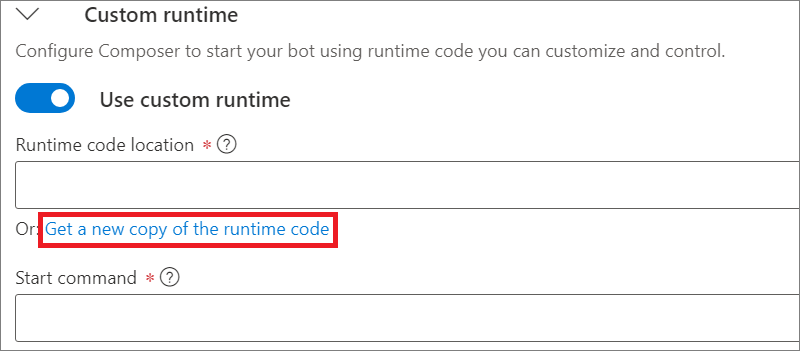 Custom runtime
Configure Composer to start your bot using runtime code you can customize and control.
Use custom runtime
Runtime code location * ?
Or: Get a new copy of the runtime code
Start command * ?